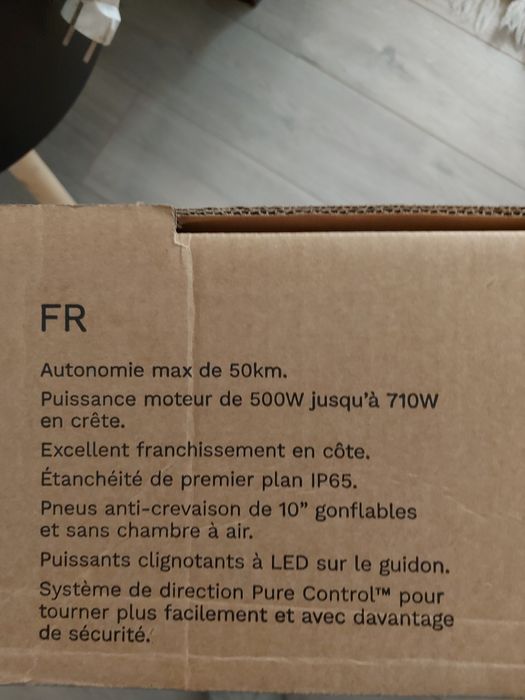 FR
Autonomie max de 50km.
Puissance moteur de 500W jusqu'à 710W
en crête.
Excellent franchissement en côte.
Étanchéité de premier plan IP65.
Pneus anti-crevaison de 10” gonflables
et sans chambre à air.
Puissants clignotants à LED sur le guidon.
Système de direction Pure Control™ pour
tourner plus facilement et avec davantage
de sécurité.